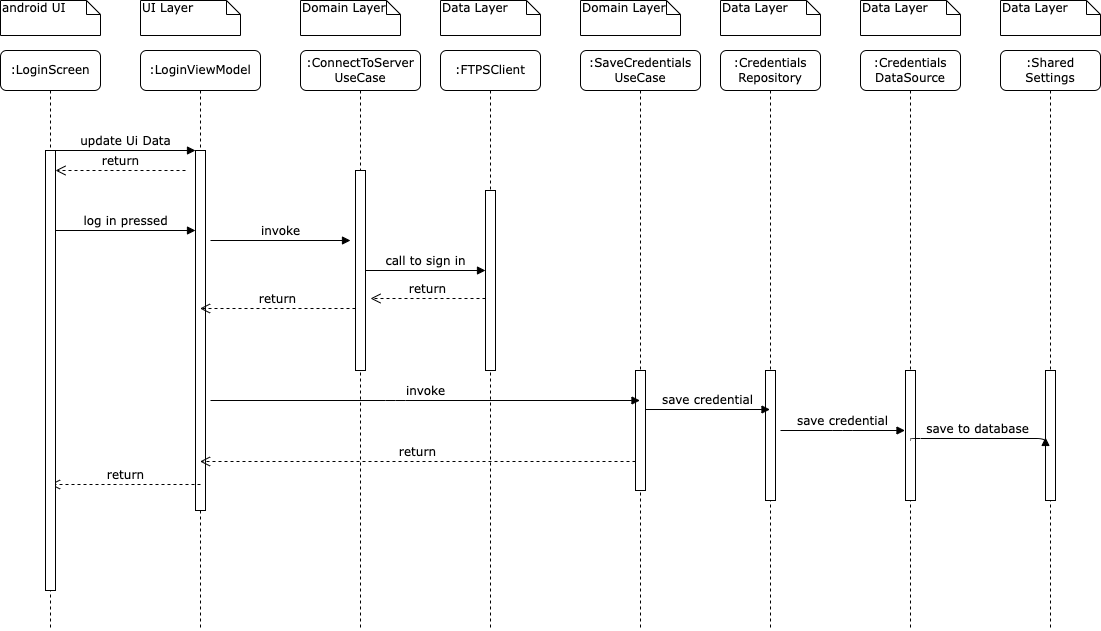 android UI
UI Layer
Domain Layer
Data Layer
Domain Layer
Data Layer
Data Layer
Data Layer
:LoginScreen
:LoginViewModel
:ConnectToServer
UseCase
:FTPSClient
:SaveCredentials
UseCase
:Credentials
Repository
:Credentials
DataSource
:Shared
Settings
update Ui Data
return
log in pressed
invoke
call to sign in
return
return
invoke
save credential
save credential
save to database
return
return